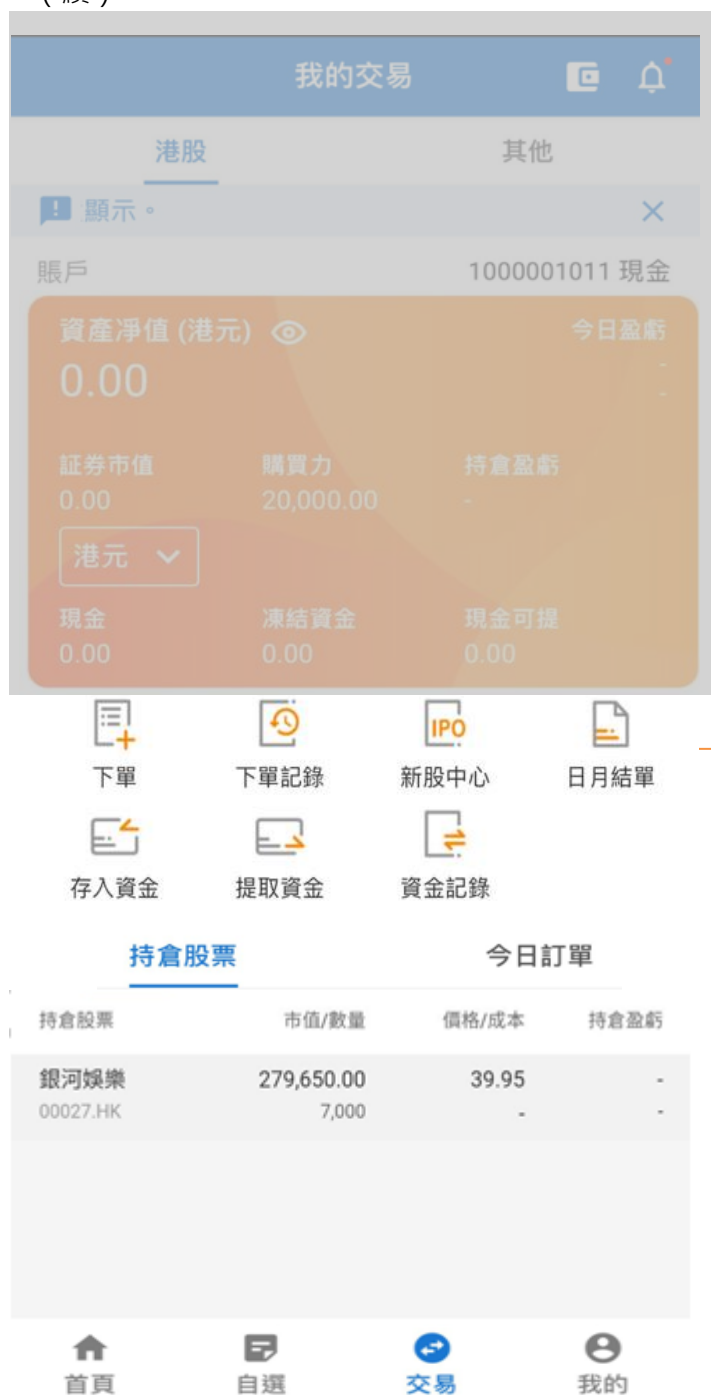 我的交易
港股 其他
顯示。
賬戶 1000001011 現金
資產凈值 (港元) 今日盈虧
0.00 -
-
証券市值 購買力 持倉盈虧
0.00 20,000.00 -
港元
現金 凍結資金 現金可提
0.00 0.00 0.00
IPO
下單 下單記錄 新股中心 日月結單
存入資金 提取資金 資金記錄
持倉股票 今日訂單
持倉股票 市值/數量 價格/成本 持倉盈虧
銀河娛樂 279,650.00 39.95 -
00027.HK 7,000 - -
首頁 自選 交易 我的